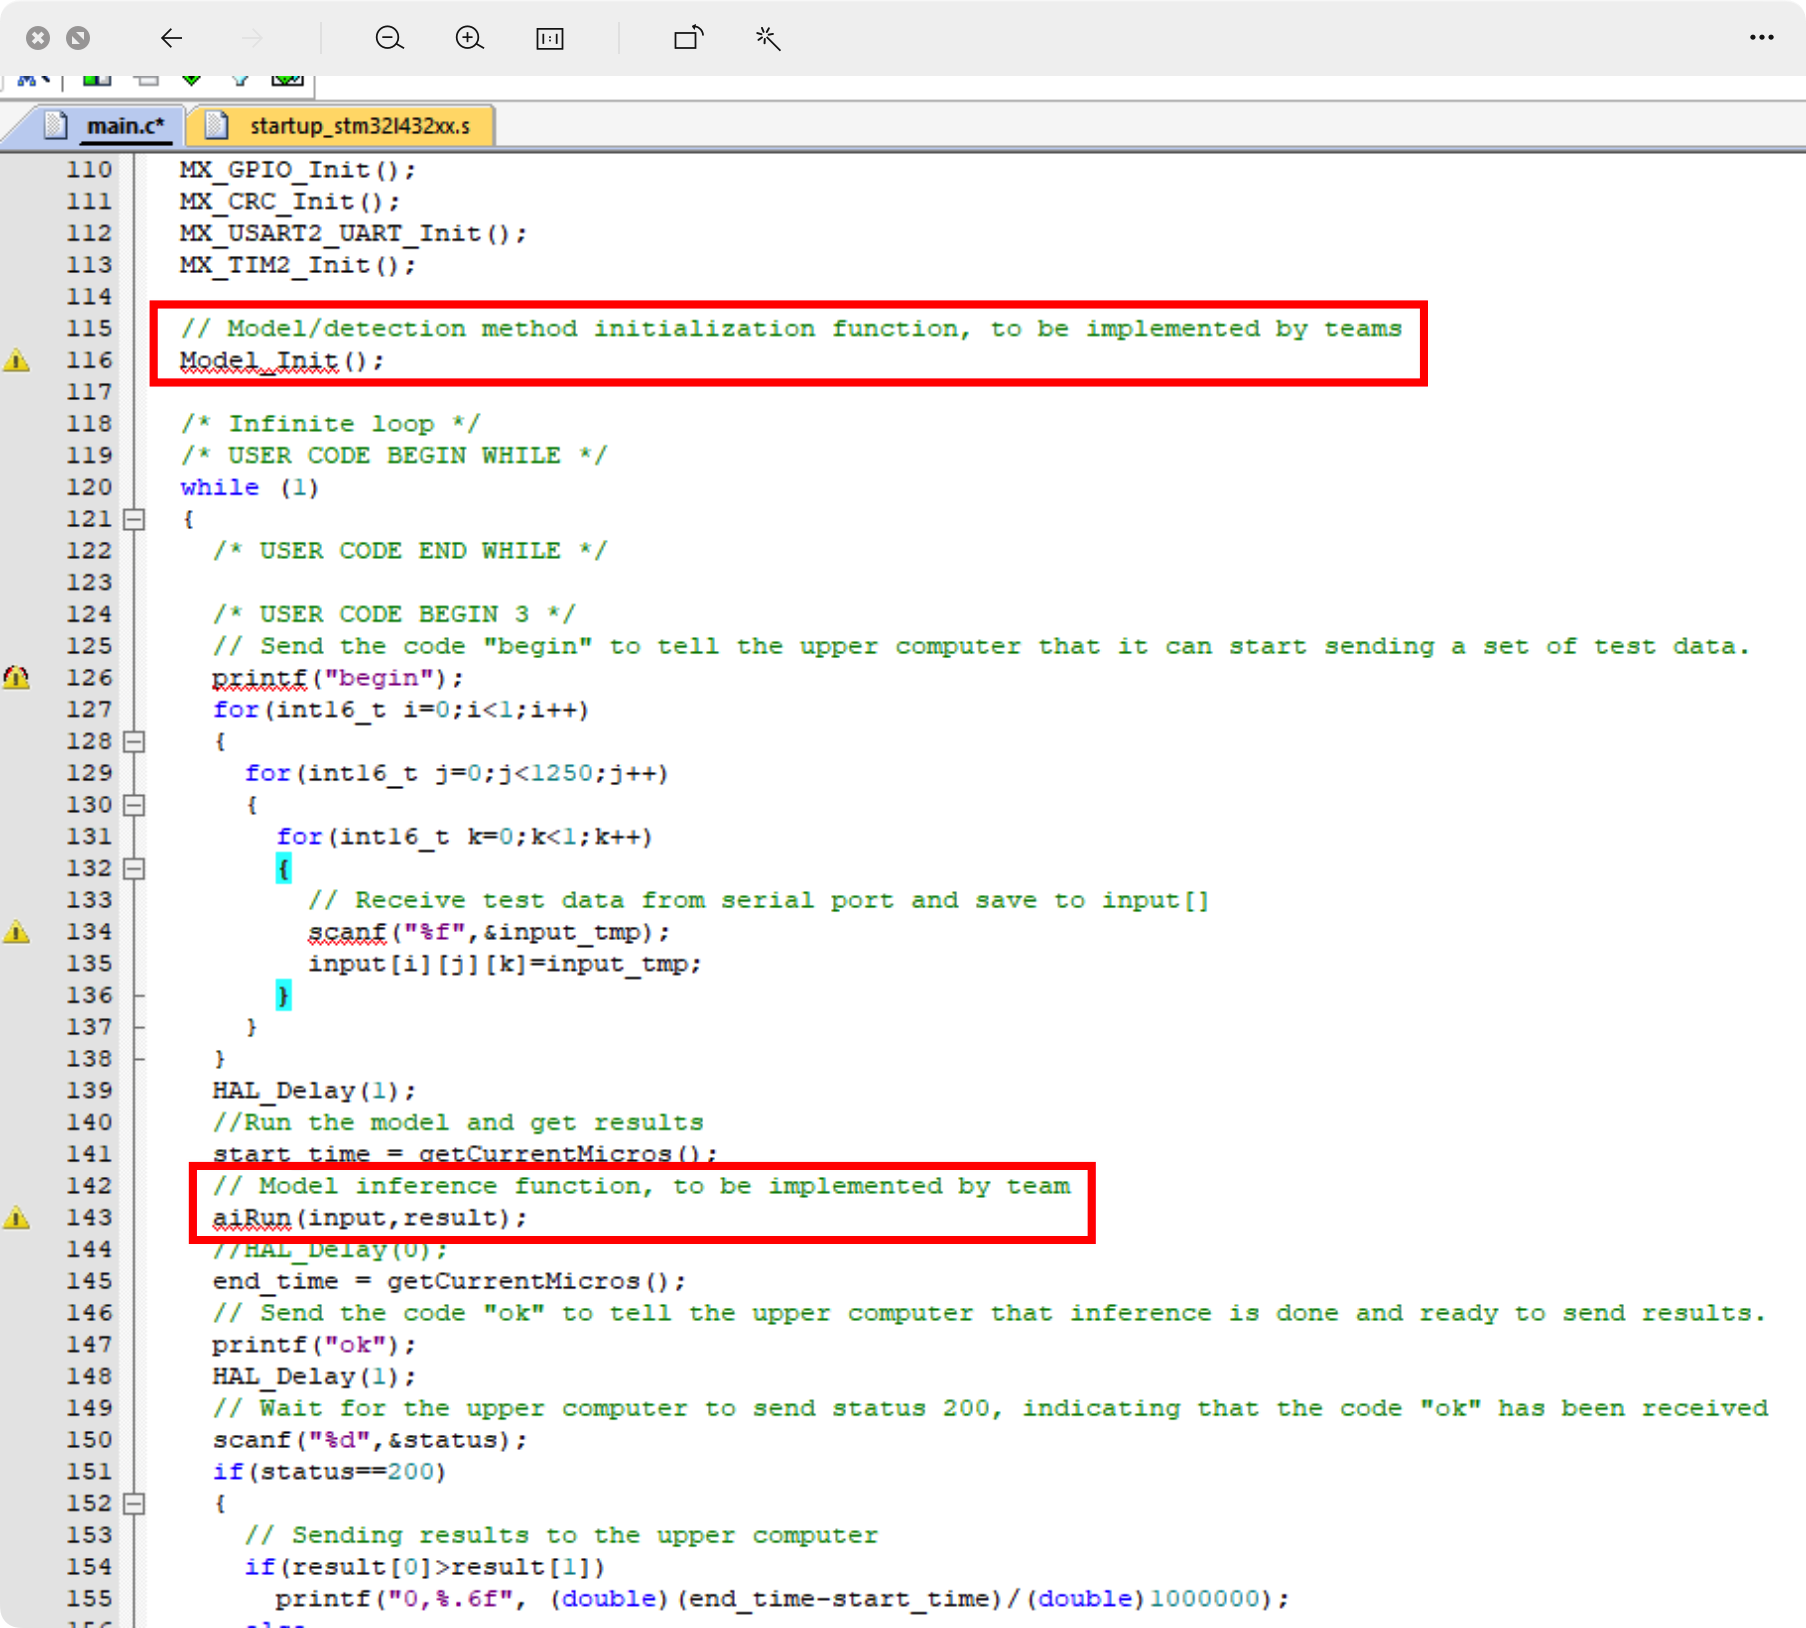 main.c*
startup_stm32l432xx.s
110 MX_GPIO_Init();
111 MX_CRC_Init();
112 MX_USART2_UART_Init();
113 MX_TIM2_Init();
114
115 // Model/detection method initialization function, to be implemented by teams
116 Model_Init();
117
118 /* Infinite loop */
119 /* USER CODE BEGIN WHILE */
120 while (1)
121 {
122 /* USER CODE END WHILE */
123
124 /* USER CODE BEGIN 3 */
125 // Send the code "begin" to tell the upper computer that it can start sending a set of test data.
126 printf("begin");
127 for(int16_t i=0;i<1;i++)
128 {
129 for(int16_t j=0;j<1250;j++)
130 {
131 for(int16_t k=0;k<1;k++)
132 {
133 // Receive test data from serial port and save to input[]
134 scanf("%f",&input_tmp);
135 input[i][j][k]=input_tmp;
136 }
137 }
138 }
139 HAL_Delay(1);
140 //Run the model and get results
141 start_time = getCurrentMicros();
142 // Model inference function, to be implemented by team
143 aiRun(input,result);
144 //HAL_Delay(0);
145 end_time = getCurrentMicros();
146 // Send the code "ok" to tell the upper computer that inference is done and ready to send results.
147 printf("ok");
148 HAL_Delay(1);
149 // Wait for the upper computer to send status 200, indicating that the code "ok" has been received
150 scanf("%d",&status);
151 if(status==200)
152 {
153 // Sending results to the upper computer
154 if(result[0]>result[1])
155 printf("0,%.6f", (double)(end_time-start_time)/(double)1000000);
156 else